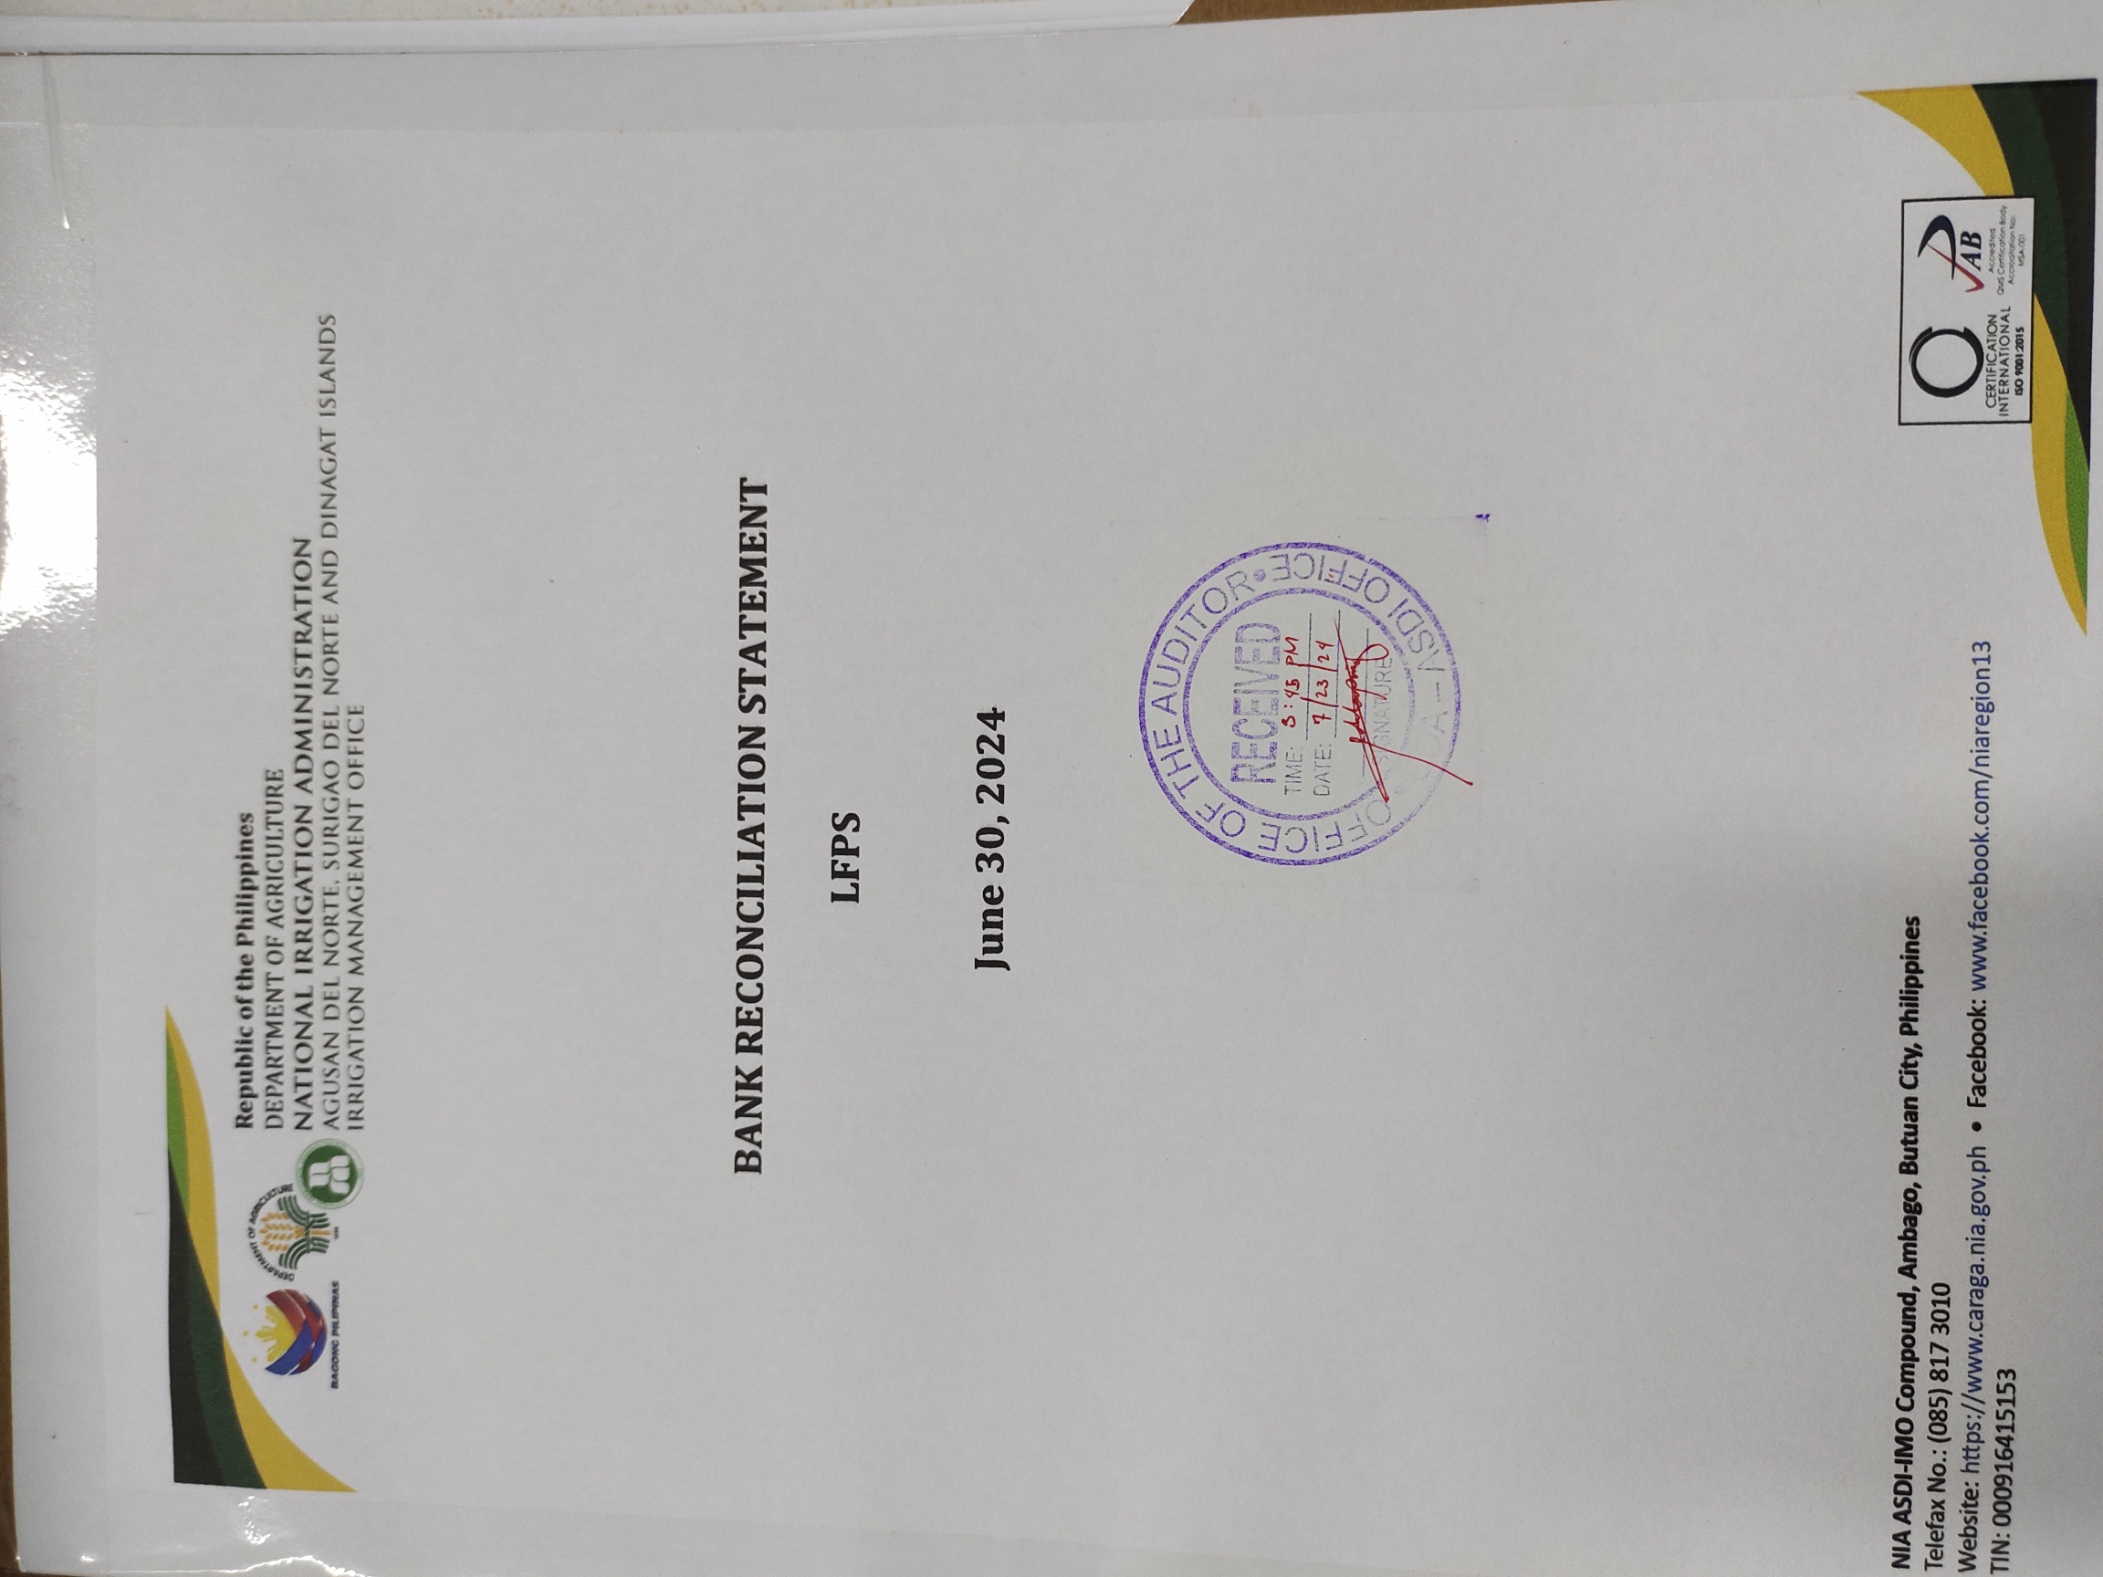 Republic of the Philippines
DEPARTMENT OF AGRICULTURE
NATIONAL IRRIGATION ADMINISTRATION
AGUSAN DEL NORTE, SURIGAO DEL NORTE AND DINAGAT ISLANDS
IRRIGATION MANAGEMENT OFFICE
BAGONG PILIPINAS
DEPARTMENT OF AGRICULTURE
BANK RECONCILIATION STATEMENT
LFPS
June 30, 2024
OFFICE OF THE AUDITOR
RECEIVED
TIME: 3:45 PM
DATE: 7/23/24
SIGNATURE
– ASDI OFFICE
NIA ASDI-IMO Compound, Ambago, Butuan City, Philippines
Telefax No.: (085) 817 3010
Website: https://www.caraga.nia.gov.ph • Facebook: www.facebook.com/niaregion13
TIN: 000916415153
CERTIFICATION
INTERNATIONAL
ISO 9001:2015
PAB
Accredited
QMS Certification Body
Accreditation No:
MSA-001